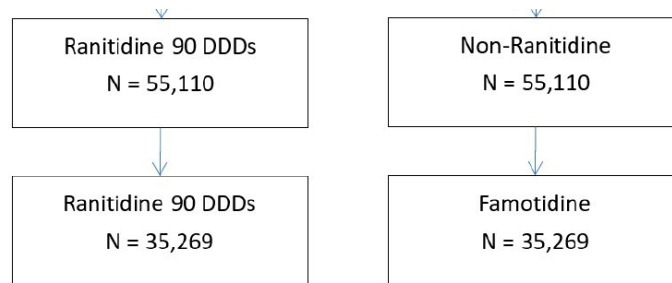 Ranitidine 90 DDDs
N = 55,110
Non-Ranitidine
N = 55,110
Ranitidine 90 DDDs
N = 35,269
Famotidine
N = 35,269